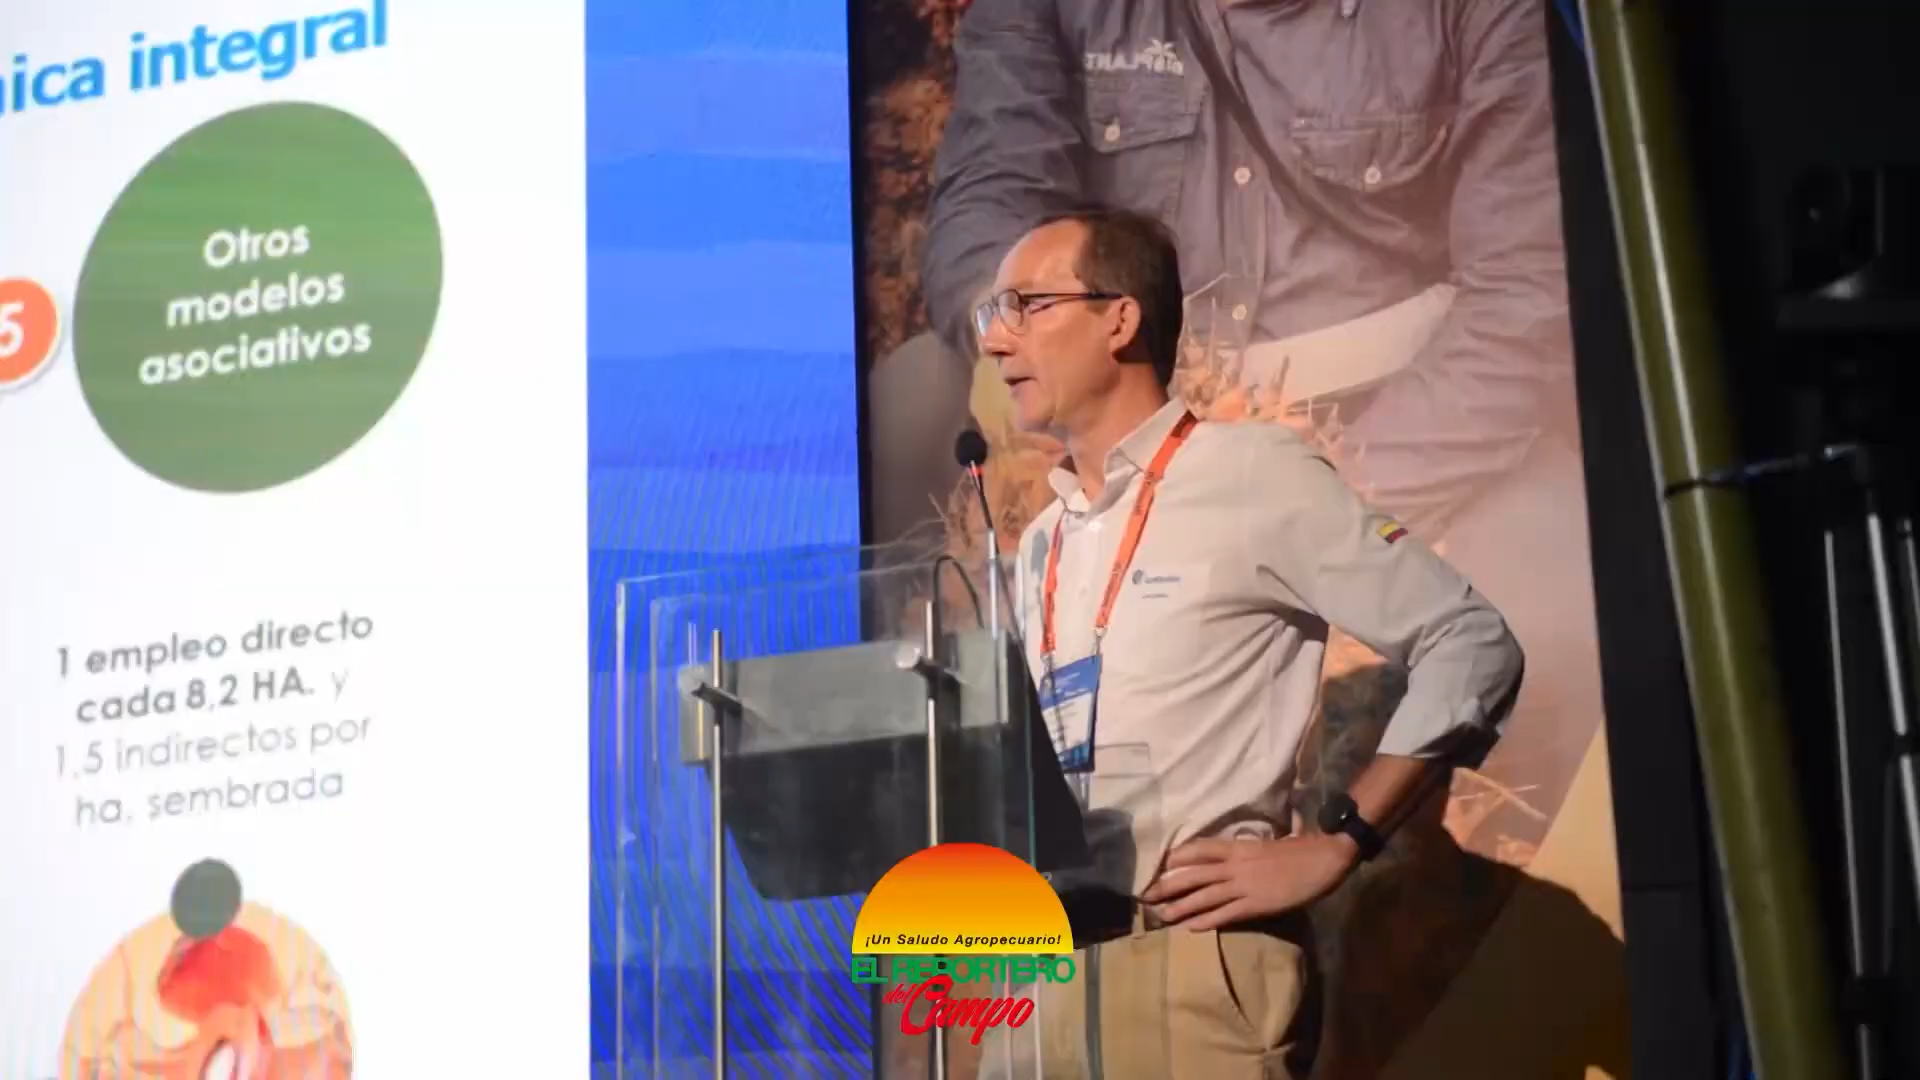 nica integral
5
Otros
modelos
asociativos
1 empleo directo
cada 8,2 HA. y
1,5 indirectos por
ha, sembrada
¡Un Saludo Agropecuario!
EL REPORTERO
del Campo